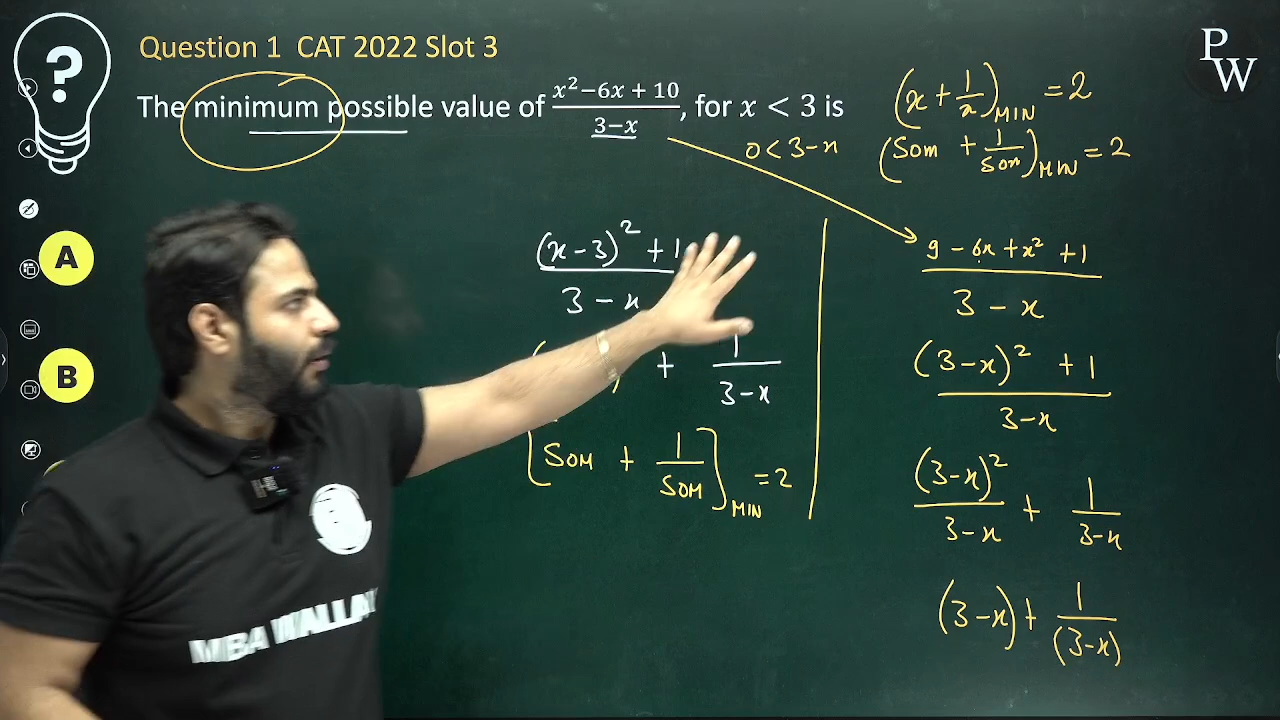 Question 1 CAT 2022 Slot 3
The minimum possible value of (x²−6x+10)/(3−x), for x < 3 is
0 < 3-x
(x + 1/x)MIN = 2
(Som + 1/Som)MIN = 2
PW
?
A
B
(x-3)² + 1
3 - x
+ 1/(3-x)
[SOM + 1/SOM]MIN = 2
9 - 6x + x² + 1
3 - x
(3-x)² + 1
3-x
(3-x)²/(3-x) + 1/(3-x)
(3-x) + 1/(3-x)
MBA WALLAH